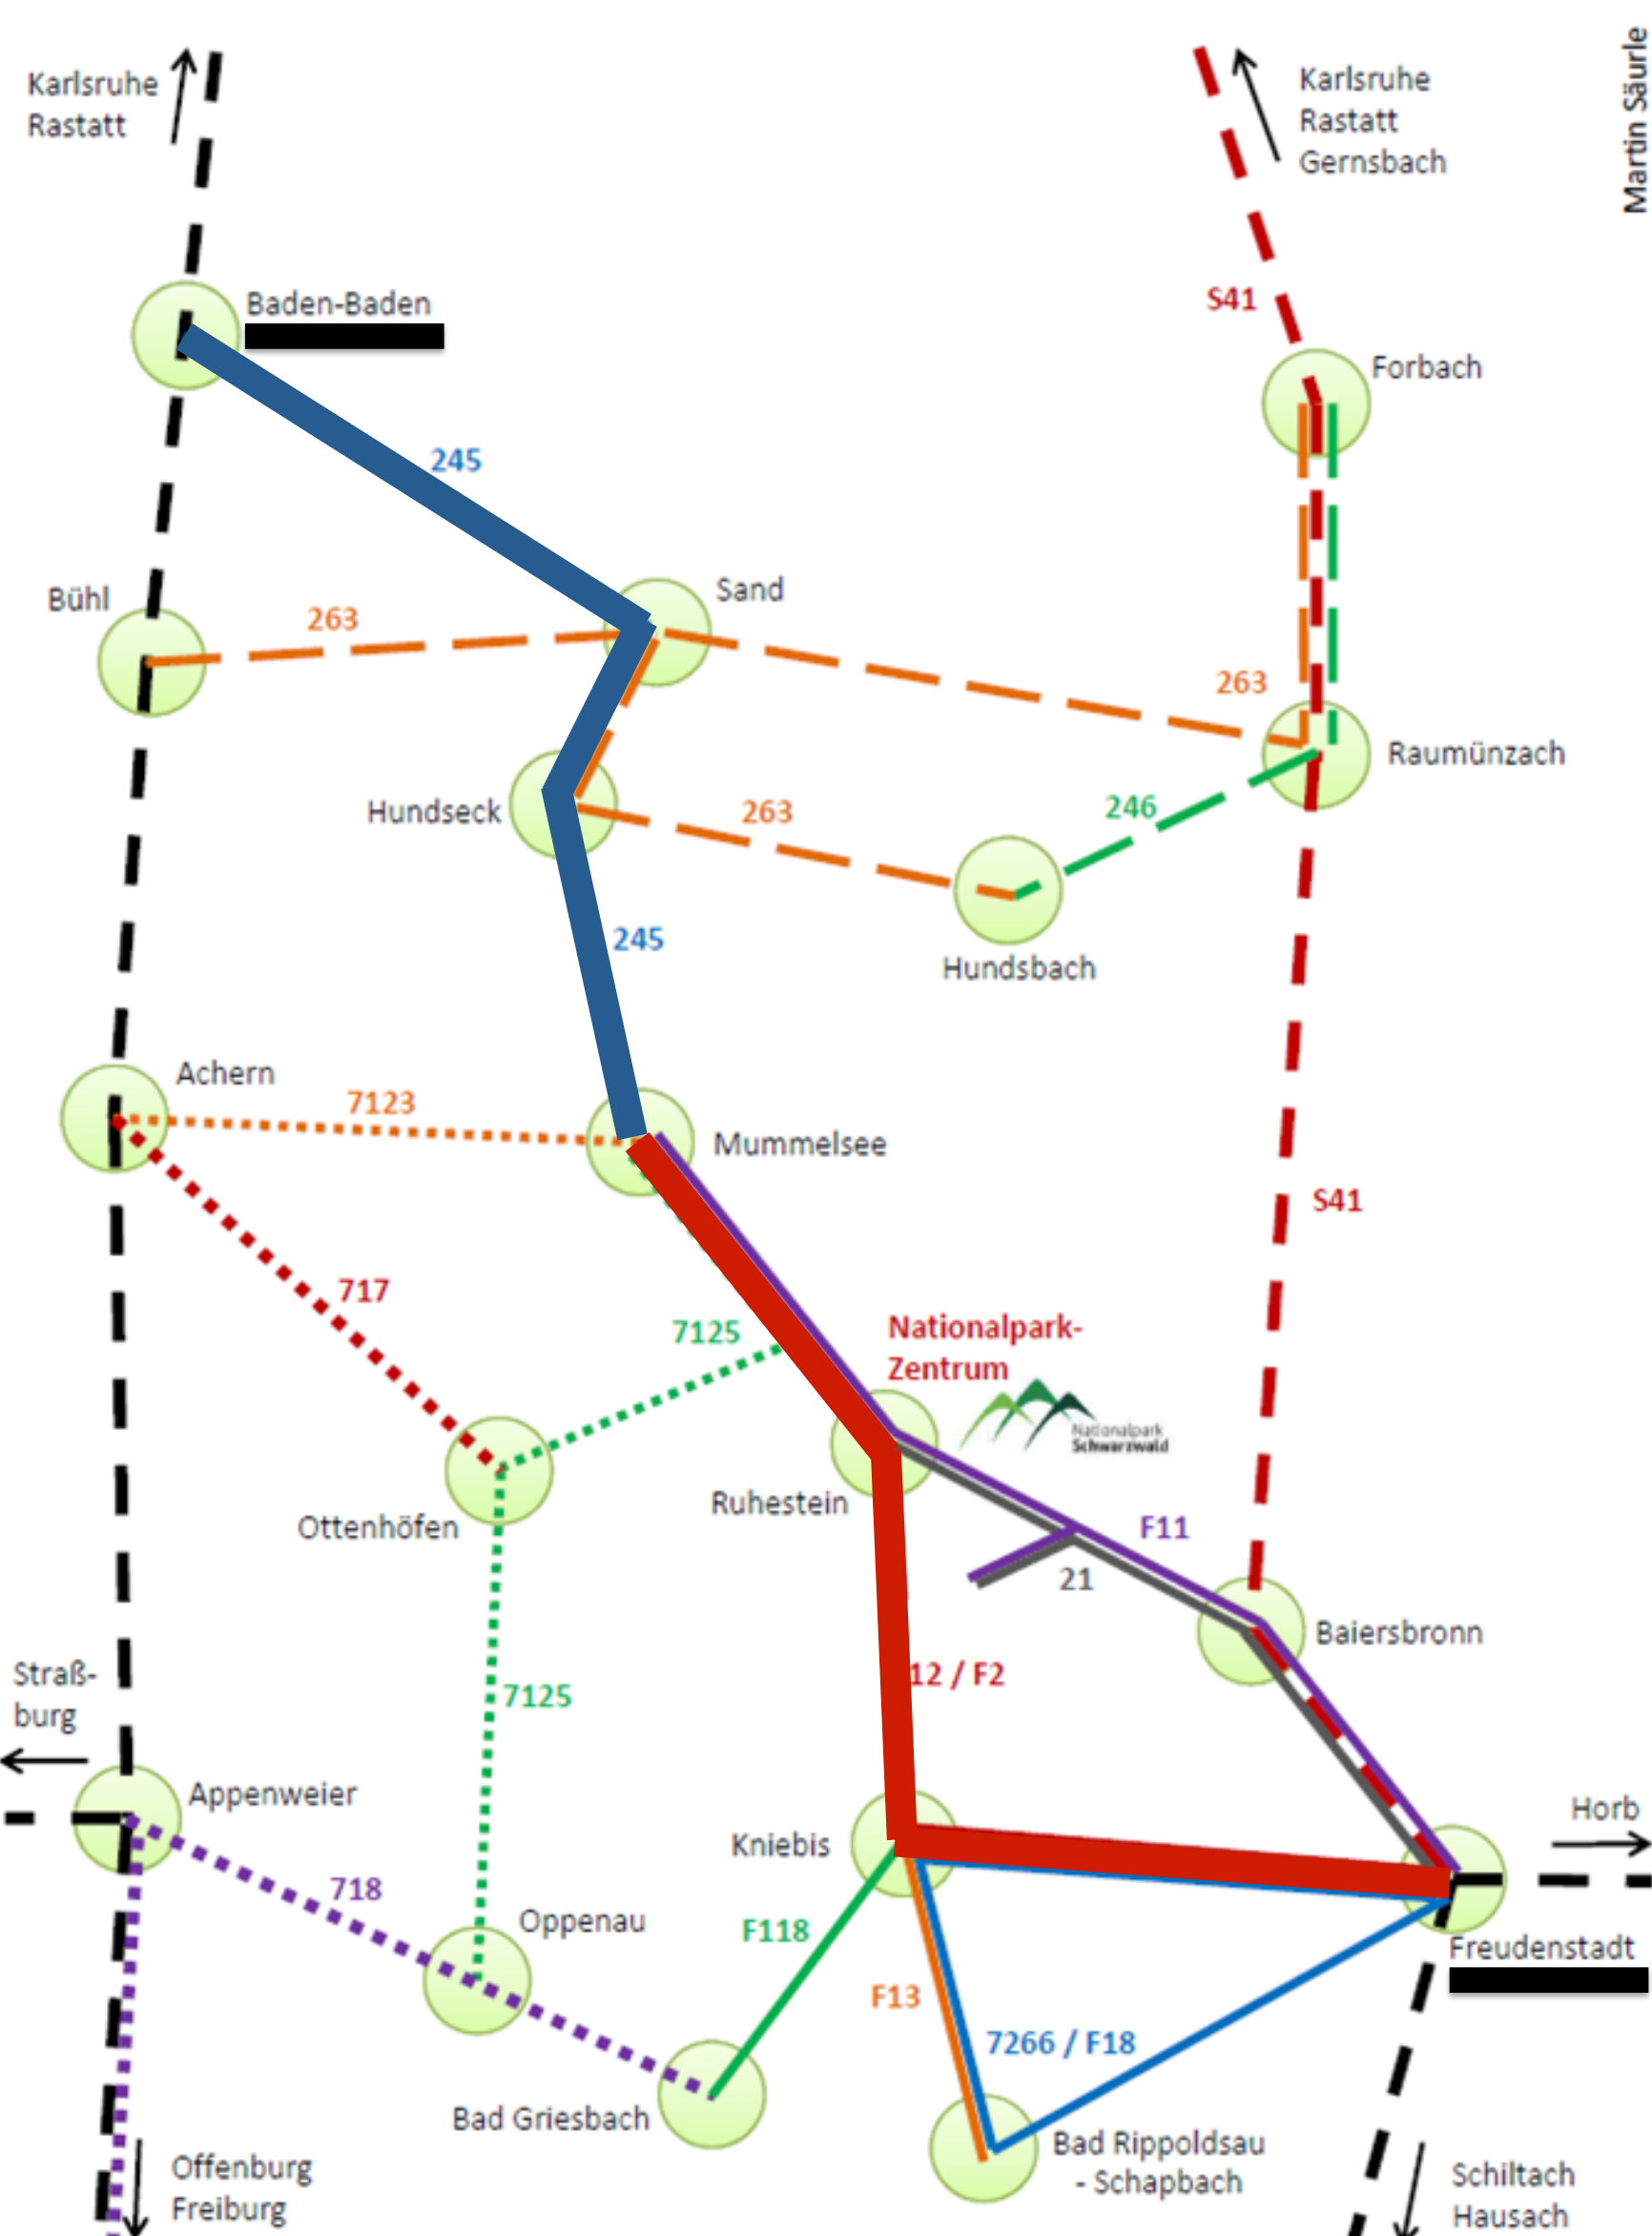 Karlsruhe
Rastatt
Karlsruhe
Rastatt
Gernsbach
Martin Säurle
S41
Baden-Baden
Forbach
245
Bühl
263
Sand
263
Raumünzach
Hundseck
263
246
245
Hundsbach
Achern
7123
Mummelsee
S41
717
7125
Nationalpark-
Zentrum
Nationalpark
Schwarzwald
Ruhestein
Ottenhöfen
F11
21
Baiersbronn
Straß-
burg
12 / F2
7125
Appenweier
Horb
Kniebis
718
Oppenau
F118
Freudenstadt
F13
7266 / F18
Bad Griesbach
Bad Rippoldsau
- Schapbach
Offenburg
Freiburg
Schiltach
Hausach